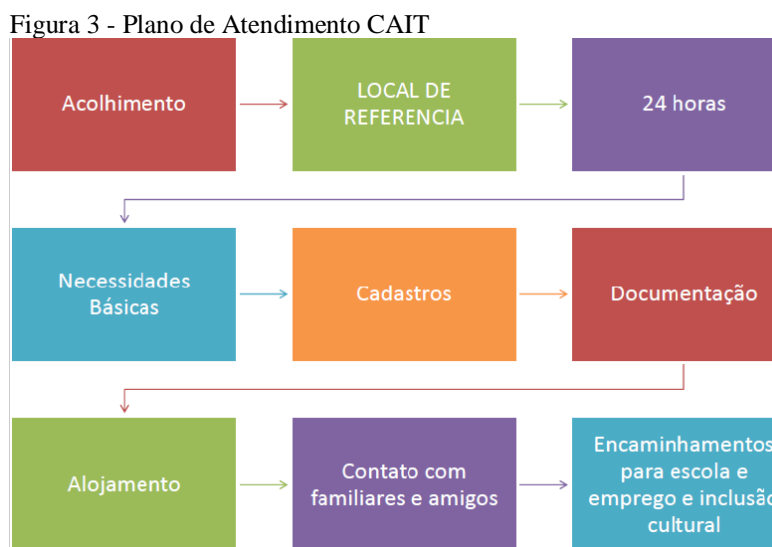 Figura 3 - Plano de Atendimento CAIT
Acolhimento
LOCAL DE
REFERENCIA
24 horas
Necessidades
Básicas
Cadastros
Documentação
Alojamento
Contato com
familiares e amigos
Encaminhamentos
para escola e
emprego e inclusão
cultural